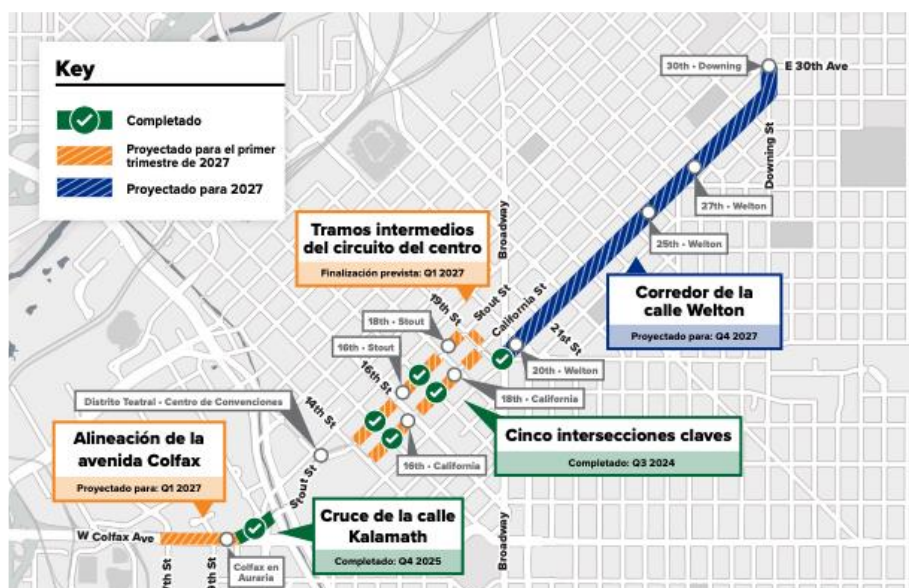 Key
Completado
Proyectado para el primer
trimestre de 2027
Proyectado para 2027
30th - Downing
E 30th Ave
Downing St
27th - Welton
25th - Welton
Broadway
Tramos intermedios
del circuito del centro
Finalización prevista: Q1 2027
Corredor de la
calle Welton
Proyectado para: Q4 2027
19th St
Stout St
California St
21st St
18th - Stout
16th - Stout
16th St
20th - Welton
18th - California
Distrito Teatral - Centro de Convenciones
14th St
Cinco intersecciones claves
Completado: Q3 2024
16th - California
Alineación de la
avenida Colfax
Proyectado para: Q1 2027
Stout St
Cruce de la calle
Kalamath
Completado: Q4 2025
Broadway
W Colfax Ave
Colfax en
Auraria
7th St